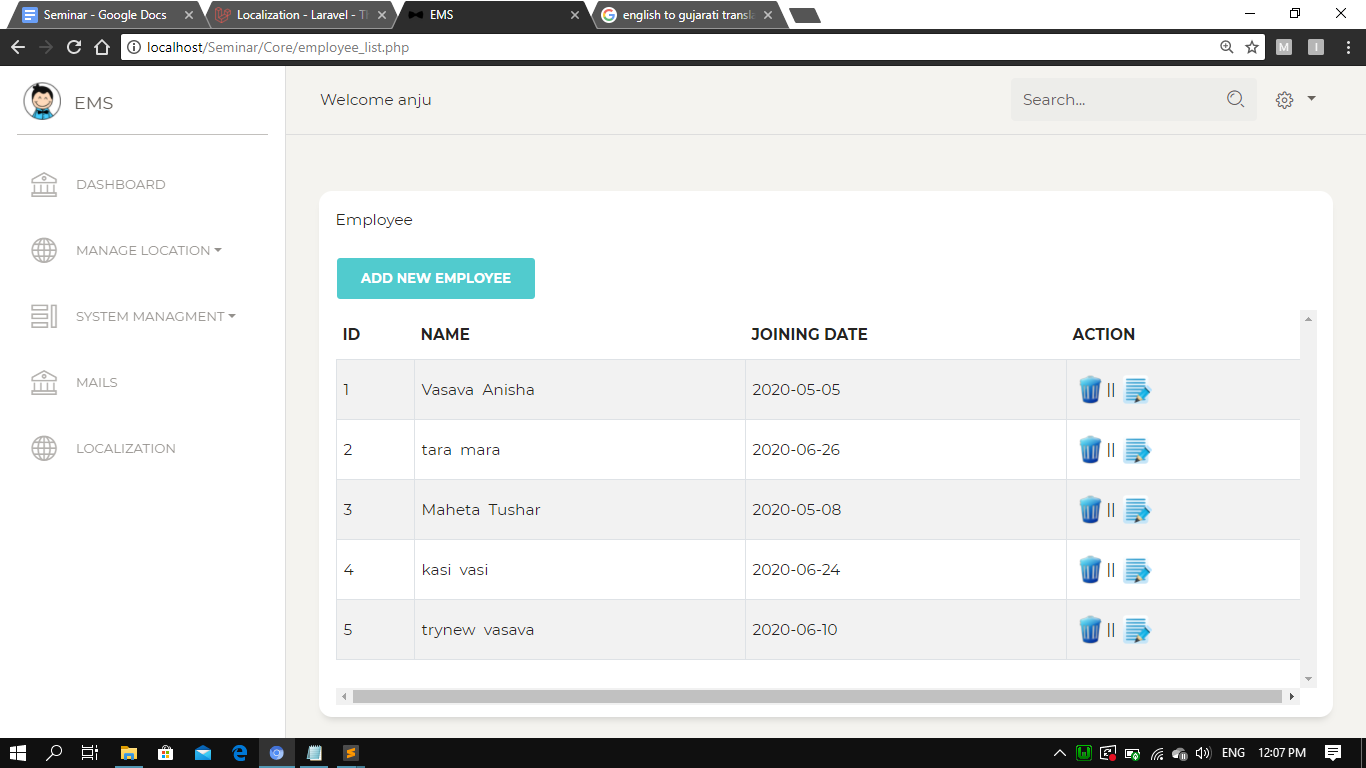 Seminar - Google Docs
Localization - Laravel - Th
EMS
english to gujarati transla
localhost/Seminar/Core/employee_list.php
M
I
EMS
Welcome anju
Search...
DASHBOARD
MANAGE LOCATION
SYSTEM MANAGMENT
MAILS
LOCALIZATION
Employee
ADD NEW EMPLOYEE
ID NAME JOINING DATE ACTION
1 Vasava Anisha 2020-05-05 ||
2 tara mara 2020-06-26 ||
3 Maheta Tushar 2020-05-08 ||
4 kasi vasi 2020-06-24 ||
5 trynew vasava 2020-06-10 ||
ENG 12:07 PM